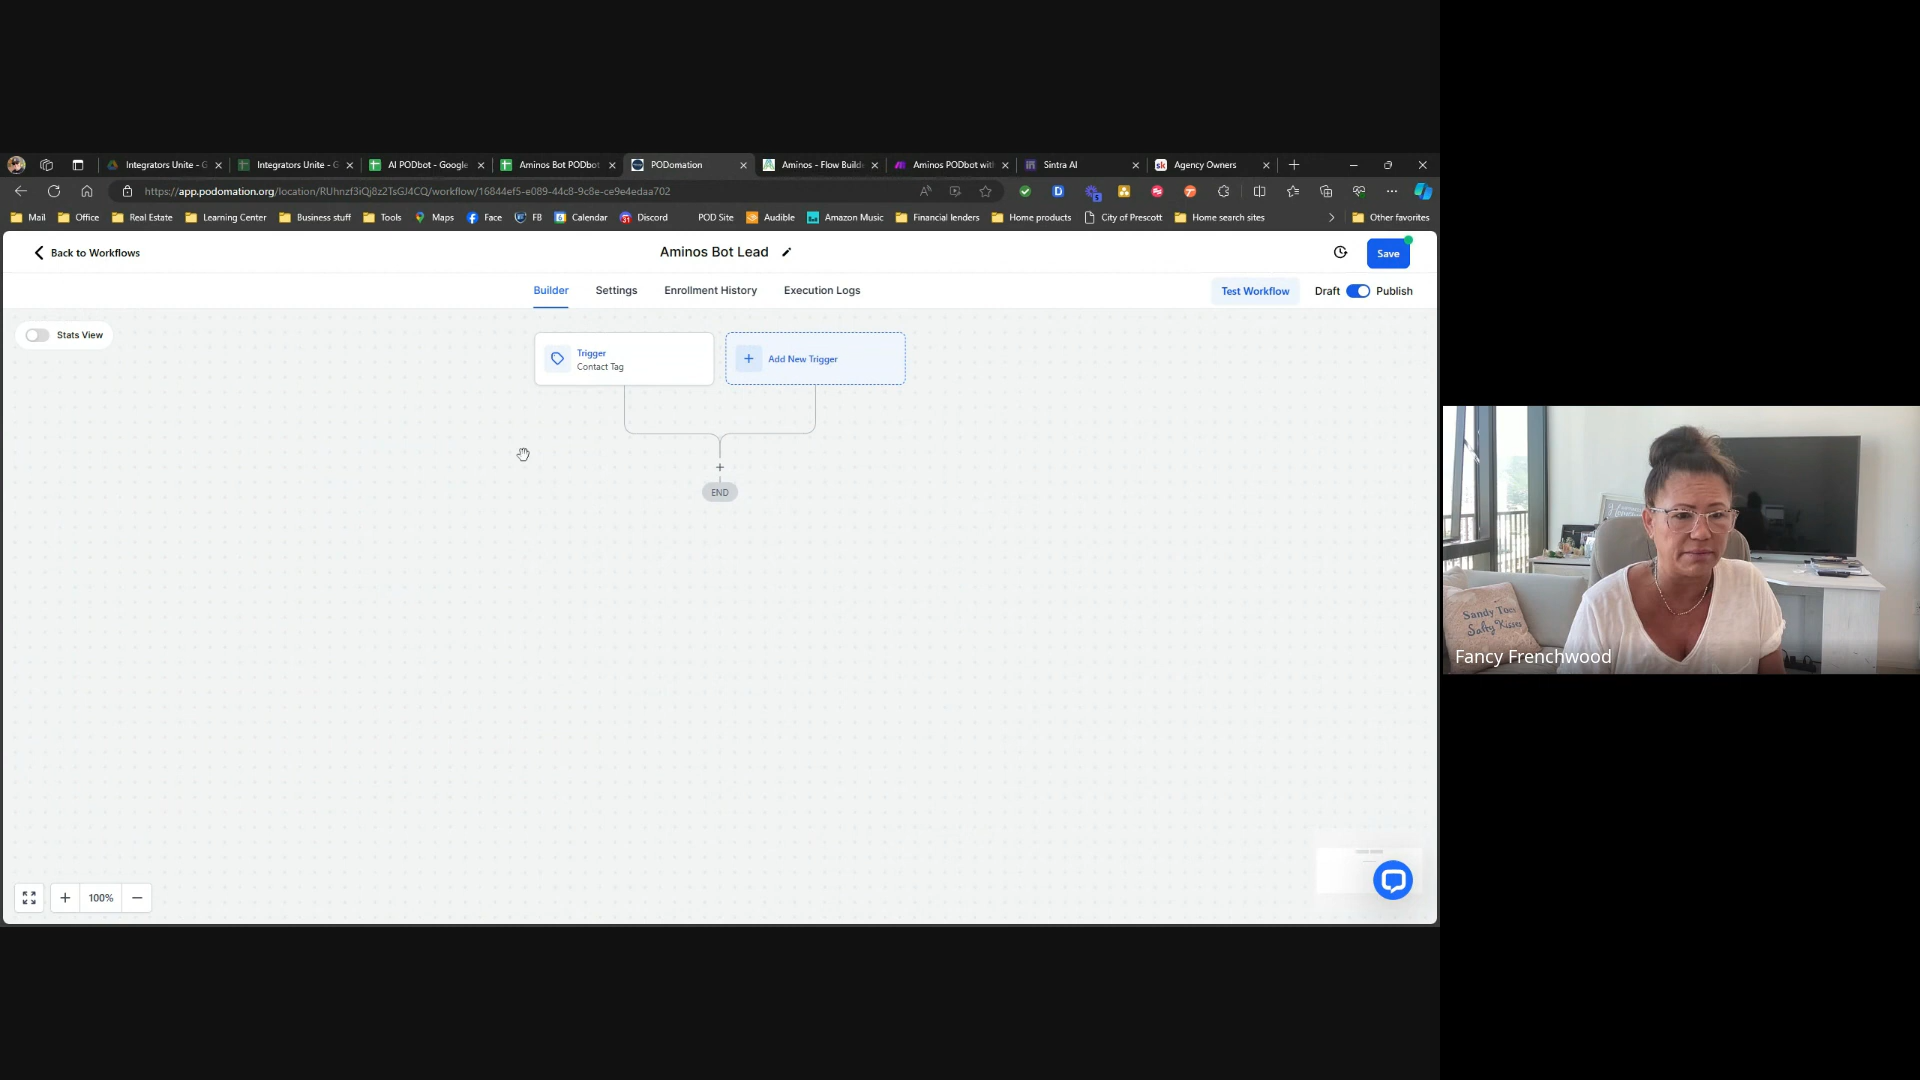 Integrators Unite - G
Integrators Unite - G
AI PODbot - Google
Aminos Bot PODbot
PODomation
Aminos - Flow Build
Aminos PODbot wit
Sintra AI
Agency Owners
https://app.podomation.org/location/RUhnzf3iQj8z2TsGJ4CQ/workflow/16844ef5-e089-44c8-9c8e-ce9e4edaa702
Mail
Office
Real Estate
Learning Center
Business stuff
Tools
Maps
Face
FB
Calendar
Discord
POD Site
Audible
Amazon Music
Financial lenders
Home products
City of Prescott
Home search sites
Other favorites
Back to Workflows
Aminos Bot Lead
Save
Builder
Settings
Enrollment History
Execution Logs
Test Workflow
Draft
Publish
Stats View
Trigger
Contact Tag
Add New Trigger
END
100%
Sandy Toes
Salty Kisses
Fancy Frenchwood